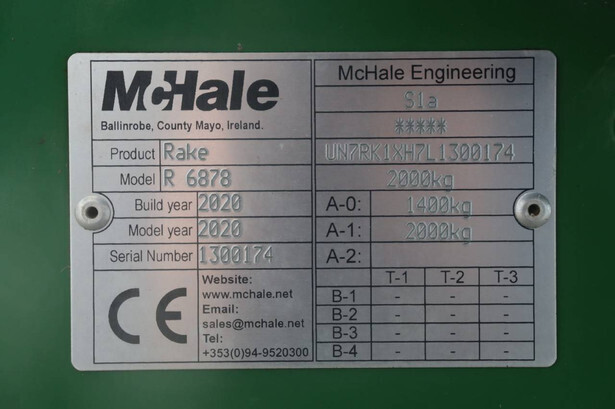 McHale
Ballinrobe, County Mayo, Ireland.
Product Rake
Model R 6878
Build year 2020
Model year 2020
Serial Number 1300174
CE
Website:
www.mchale.net
Email:
sales@mchale.net
Tel:
+353(0)94-9520300
McHale Engineering
S1a
*****
UN7RK1XH7L1300174
2000kg
A-0: 1400kg
A-1: 2000kg
A-2:
T-1 T-2 T-3
B-1 - - -
B-2 - - -
B-3 - - -
B-4 - - -